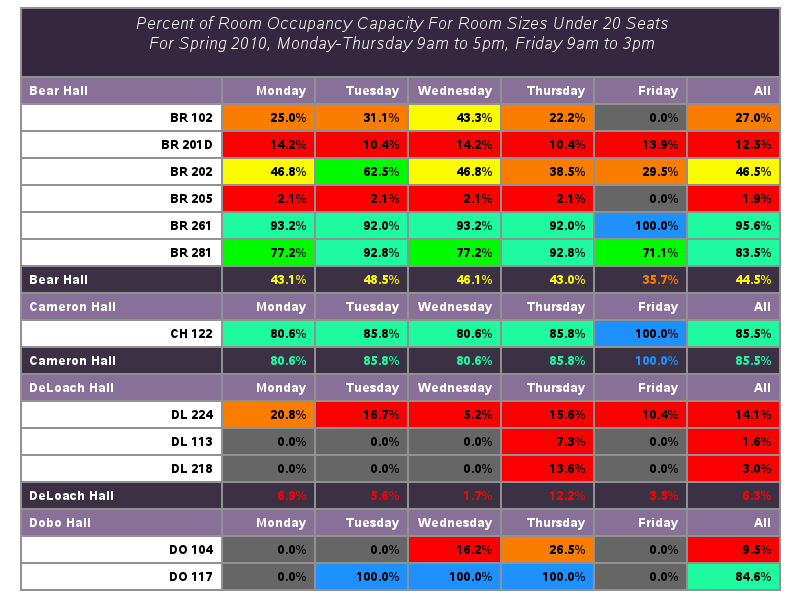 Percent of Room Occupancy Capacity For Room Sizes Under 20 Seats
For Spring 2010, Monday-Thursday 9am to 5pm, Friday 9am to 3pm
Bear Hall Monday Tuesday Wednesday Thursday Friday All
BR 102 25.0% 31.1% 43.3% 22.2% 0.0% 27.0%
BR 201D 14.2% 10.4% 14.2% 10.4% 13.9% 12.5%
BR 202 46.8% 62.5% 46.8% 38.5% 29.5% 46.5%
BR 205 2.1% 2.1% 2.1% 2.1% 0.0% 1.9%
BR 261 93.2% 92.0% 93.2% 92.0% 100.0% 95.6%
BR 281 77.2% 92.8% 77.2% 92.8% 71.1% 83.5%
Bear Hall 43.1% 48.5% 46.1% 43.0% 35.7% 44.5%
Cameron Hall Monday Tuesday Wednesday Thursday Friday All
CH 122 80.6% 85.8% 80.6% 85.8% 100.0% 85.5%
Cameron Hall 80.6% 85.8% 80.6% 85.8% 100.0% 85.5%
DeLoach Hall Monday Tuesday Wednesday Thursday Friday All
DL 224 20.8% 16.7% 5.2% 15.6% 10.4% 14.1%
DL 113 0.0% 0.0% 0.0% 7.3% 0.0% 1.6%
DL 218 0.0% 0.0% 0.0% 13.6% 0.0% 3.0%
DeLoach Hall 6.9% 5.6% 1.7% 12.2% 3.5% 6.3%
Dobo Hall Monday Tuesday Wednesday Thursday Friday All
DO 104 0.0% 0.0% 16.2% 26.5% 0.0% 9.5%
DO 117 0.0% 100.0% 100.0% 100.0% 0.0% 84.6%